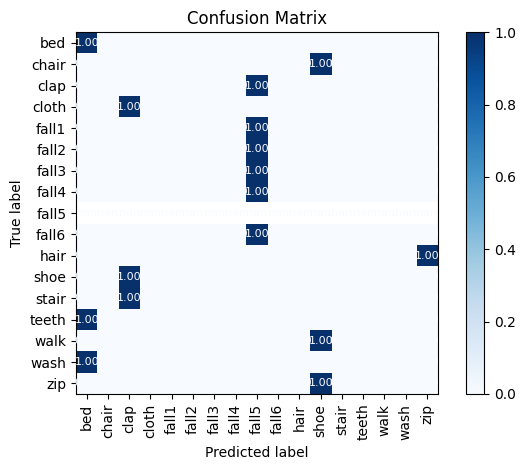 Confusion Matrix
True label
bed 1.00
chair 1.00
clap 1.00
cloth 1.00
fall1 1.00
fall2 1.00
fall3 1.00
fall4 1.00
fall5
fall6 1.00
hair 1.00
shoe 1.00
stair 1.00
teeth 1.00
walk 1.00
wash 1.00
zip 1.00
bed chair clap cloth fall1 fall2 fall3 fall4 fall5 fall6 hair shoe stair teeth walk wash zip
Predicted label
1.0
0.8
0.6
0.4
0.2
0.0